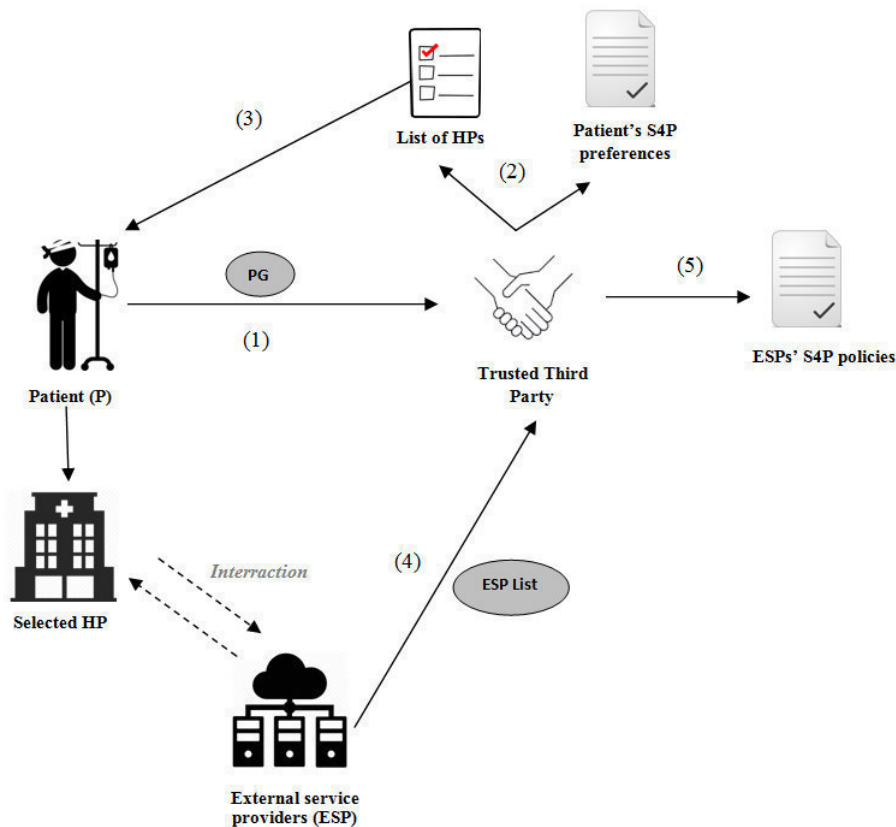 List of HPs
Patient's S4P
preferences
(3)
(2)
PG
(1)
(5)
Trusted Third
Party
ESPs' S4P policies
Patient (P)
Interraction
(4)
ESP List
Selected HP
External service
providers (ESP)